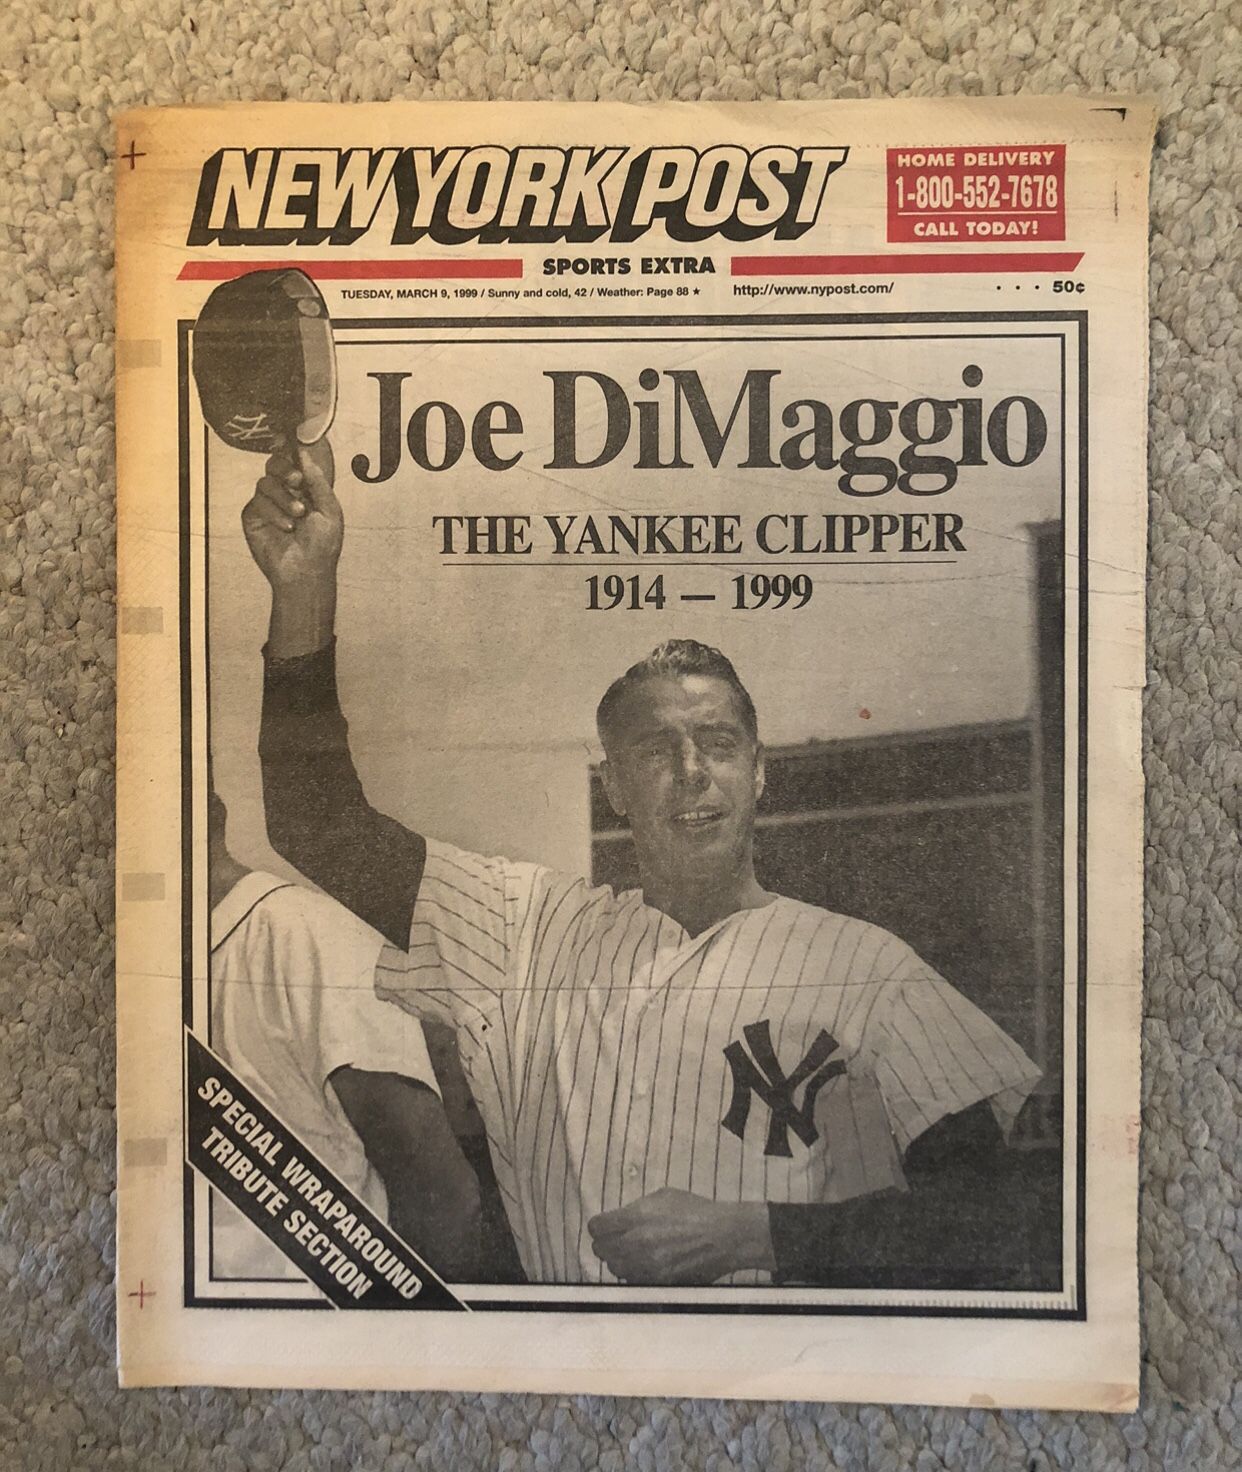 NEW YORK POST
HOME DELIVERY
1-800-552-7678
CALL TODAY!
SPORTS EXTRA
TUESDAY, MARCH 9, 1999 / Sunny and cold, 42 / Weather: Page 88 ★ http://www.nypost.com/ • • • 50¢
NY
Joe DiMaggio
THE YANKEE CLIPPER
1914 — 1999
NY
SPECIAL WRAPAROUND
TRIBUTE SECTION